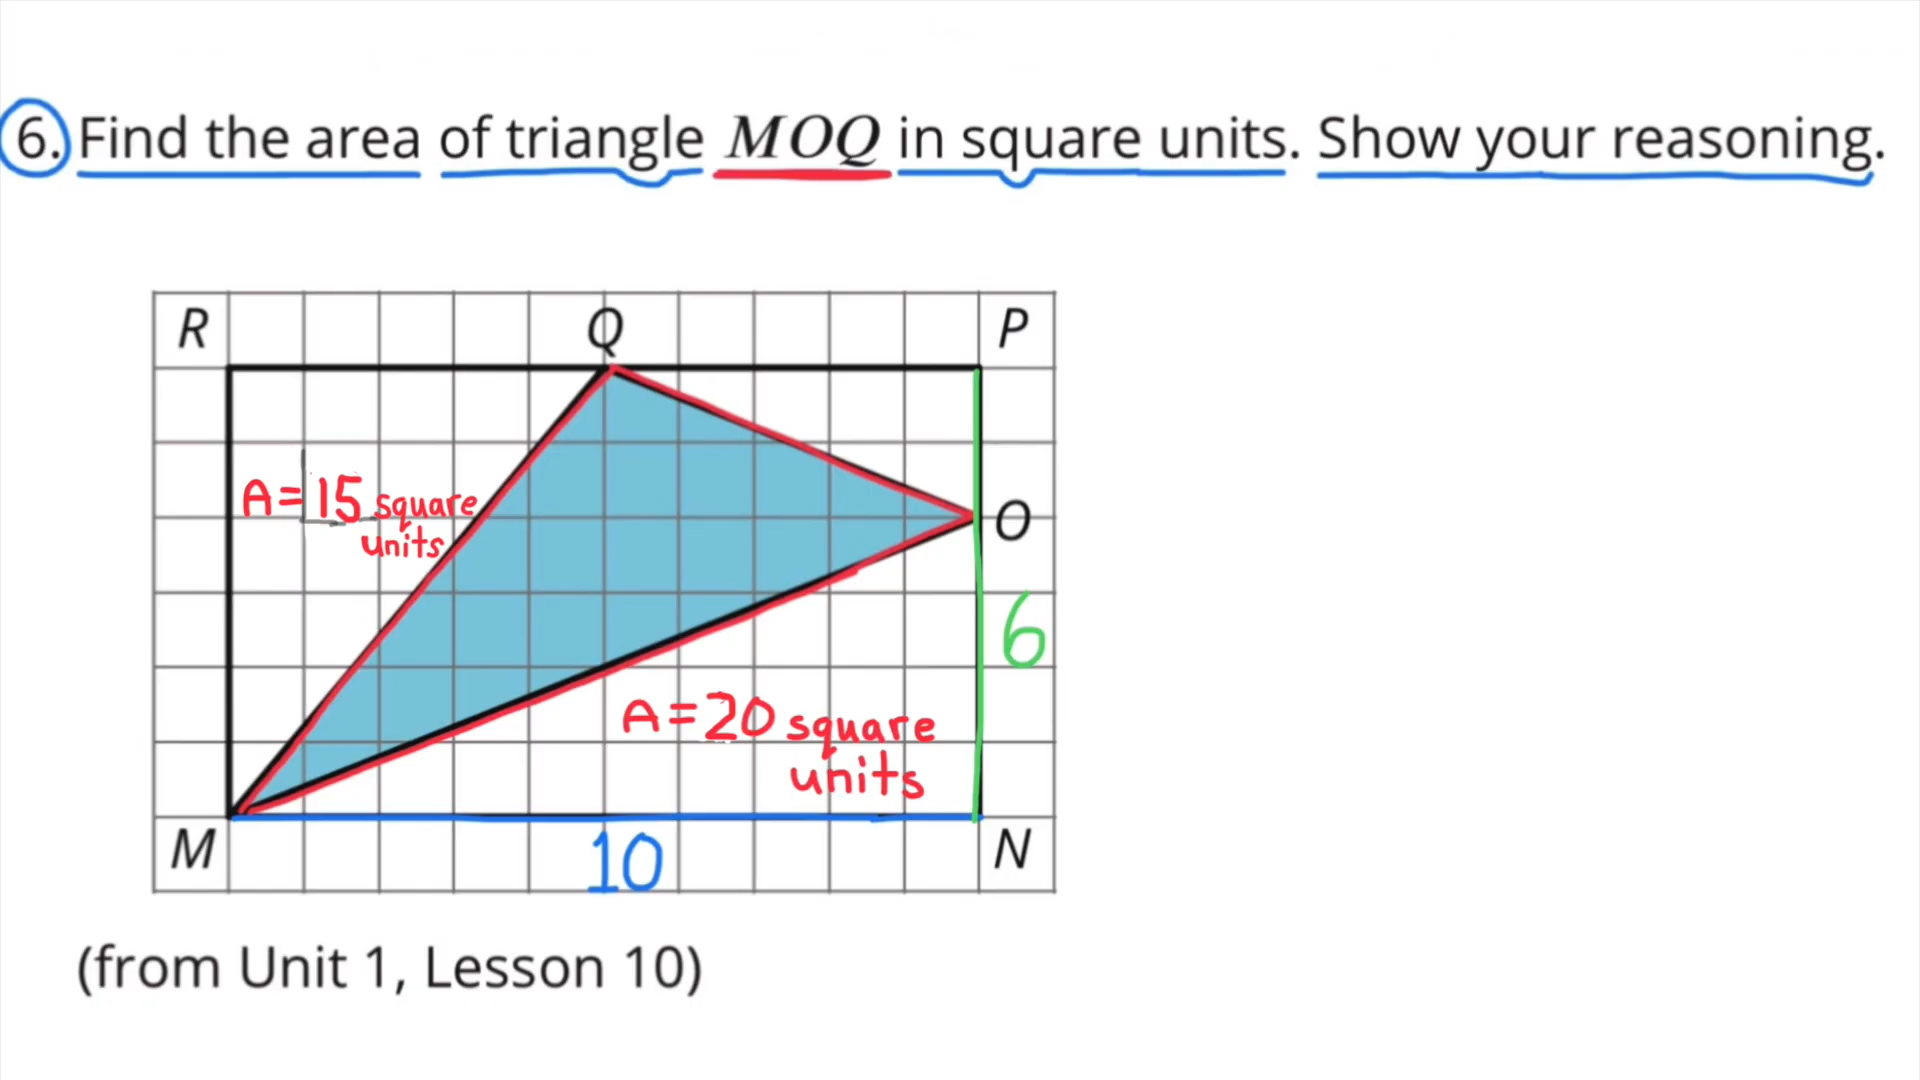 6. Find the area of triangle MOQ in square units. Show your reasoning.
R Q P
A=15 square
units
O
6
A=20 square
units
M 10 N
(from Unit 1, Lesson 10)